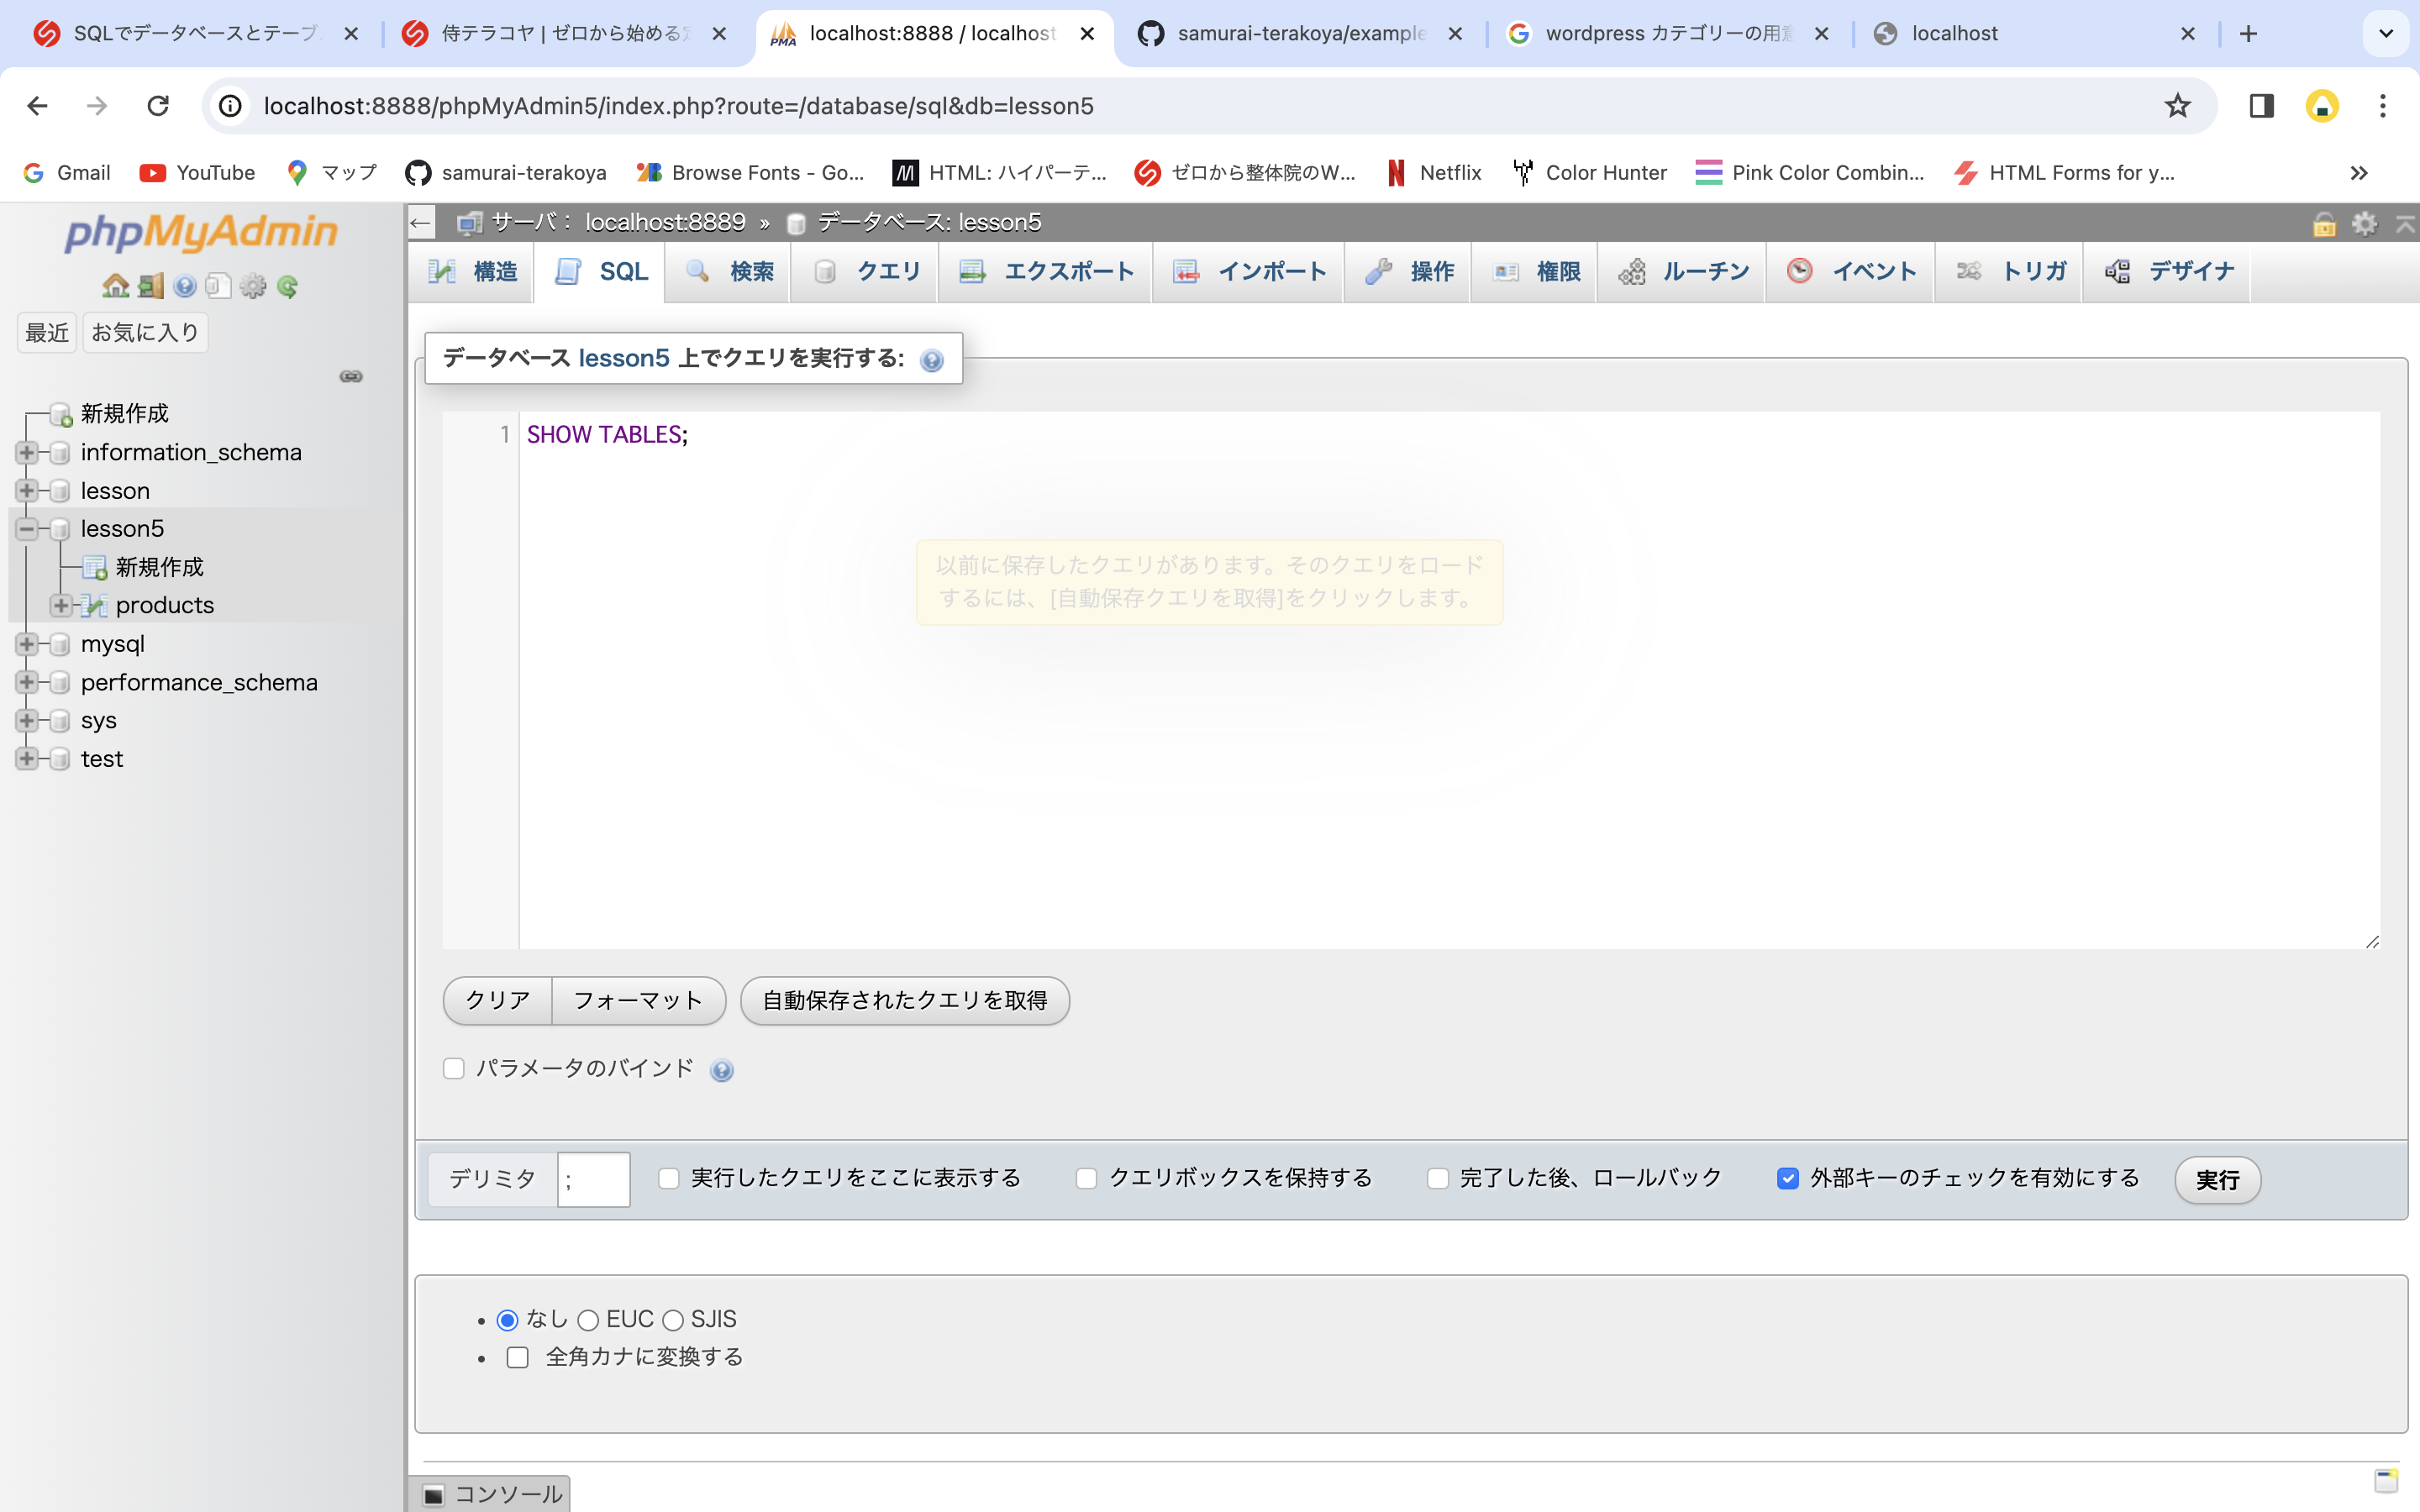 SQLでデータベースとテーブ
侍テラコヤ | ゼロから始める
localhost:8888 / localhost
samurai-terakoya/example
wordpress カテゴリーの用意
localhost
localhost:8888/phpMyAdmin5/index.php?route=/database/sql&db=lesson5
Gmail
YouTube
マップ
samurai-terakoya
Browse Fonts - Go...
HTML: ハイパーテ...
ゼロから整体院のW...
Netflix
Color Hunter
Pink Color Combin...
HTML Forms for y...
phpMyAdmin
最近
お気に入り
新規作成
information_schema
lesson
lesson5
新規作成
products
mysql
performance_schema
sys
test
サーバ: localhost:8889 » データベース: lesson5
構造
SQL
検索
クエリ
エクスポート
インポート
操作
権限
ルーチン
イベント
トリガ
デザイナ
データベース lesson5 上でクエリを実行する:
1 SHOW TABLES;
以前に保存したクエリがあります。そのクエリをロード
するには、[自動保存クエリを取得]をクリックします。
クリア
フォーマット
自動保存されたクエリを取得
パラメータのバインド
デリミタ ;
実行したクエリをここに表示する
クエリボックスを保持する
完了した後、ロールバック
外部キーのチェックを有効にする
実行
なし EUC SJIS
全角カナに変換する
コンソール